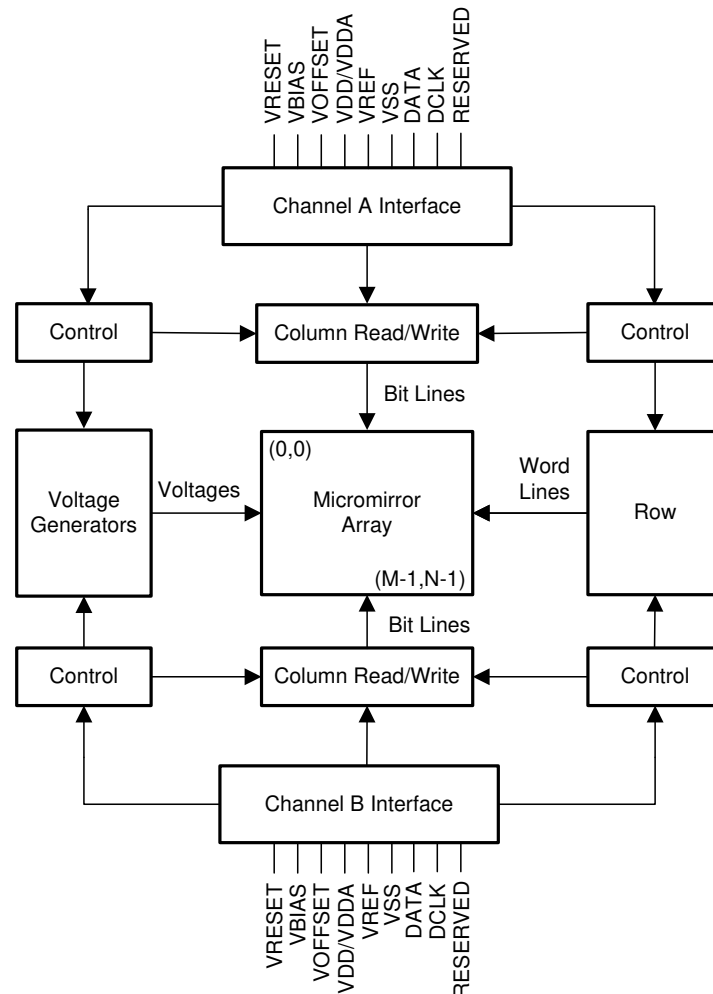 VRESET
VBIAS
VOFFSET
VDD/VDDA
VREF
VSS
DATA
DCLK
RESERVED
Channel A Interface
Control
Column Read/Write
Control
Bit Lines
(0,0)
Voltages
Word
Lines
Voltage
Generators
Micromirror
Array
Row
(M-1,N-1)
Bit Lines
Control
Column Read/Write
Control
Channel B Interface
VRESET
VBIAS
VOFFSET
VDD/VDDA
VREF
VSS
DATA
DCLK
RESERVED